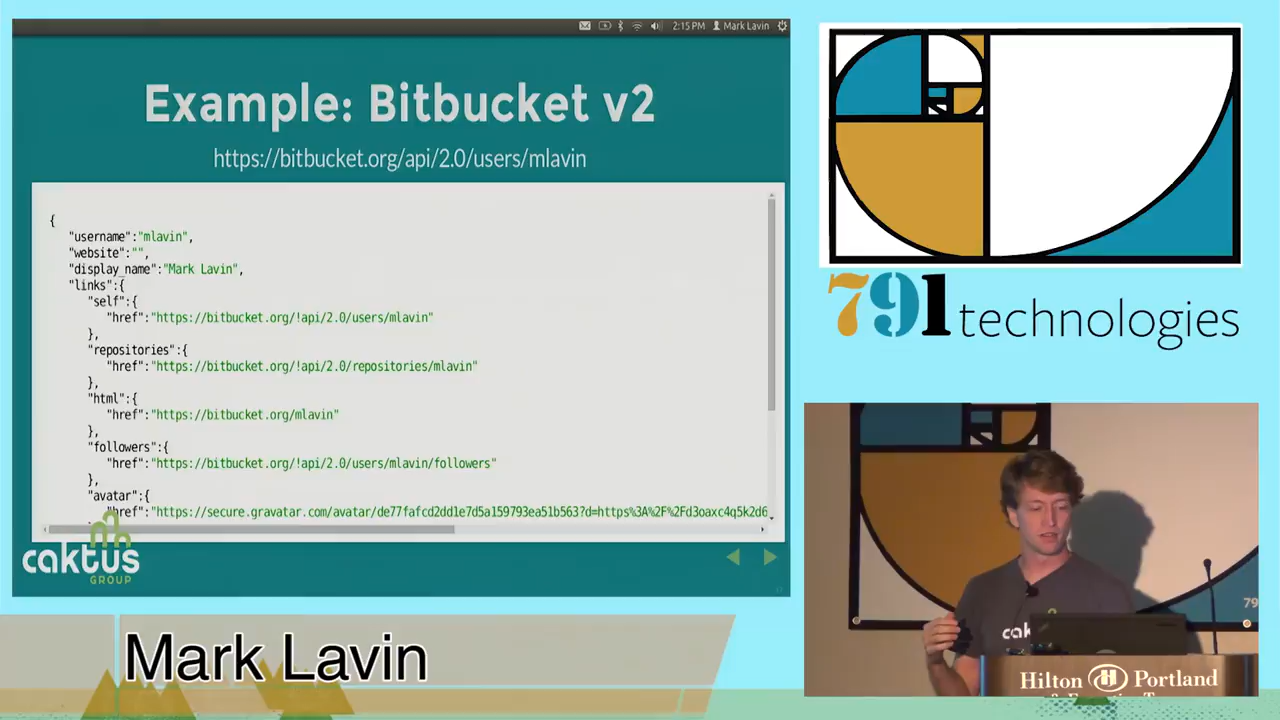 2:15 PM Mark Lavin
Example: Bitbucket v2
https://bitbucket.org/api/2.0/users/mlavin
{
"username":"mlavin",
"website":"",
"display_name":"Mark Lavin",
"links":{
"self":{
"href":"https://bitbucket.org/!api/2.0/users/mlavin"
},
"repositories":{
"href":"https://bitbucket.org/!api/2.0/repositories/mlavin"
},
"html":{
"href":"https://bitbucket.org/mlavin"
},
"followers":{
"href":"https://bitbucket.org/!api/2.0/users/mlavin/followers"
},
"avatar":{
"href":"https://secure.gravatar.com/avatar/de77fafcd2dd1e7d5a159793ea51b563?d=https%3A%2F%2Fd3oaxc4q5k2d6
caktus
GROUP
791 technologies
79
cak
Hilton Portland
Mark Lavin